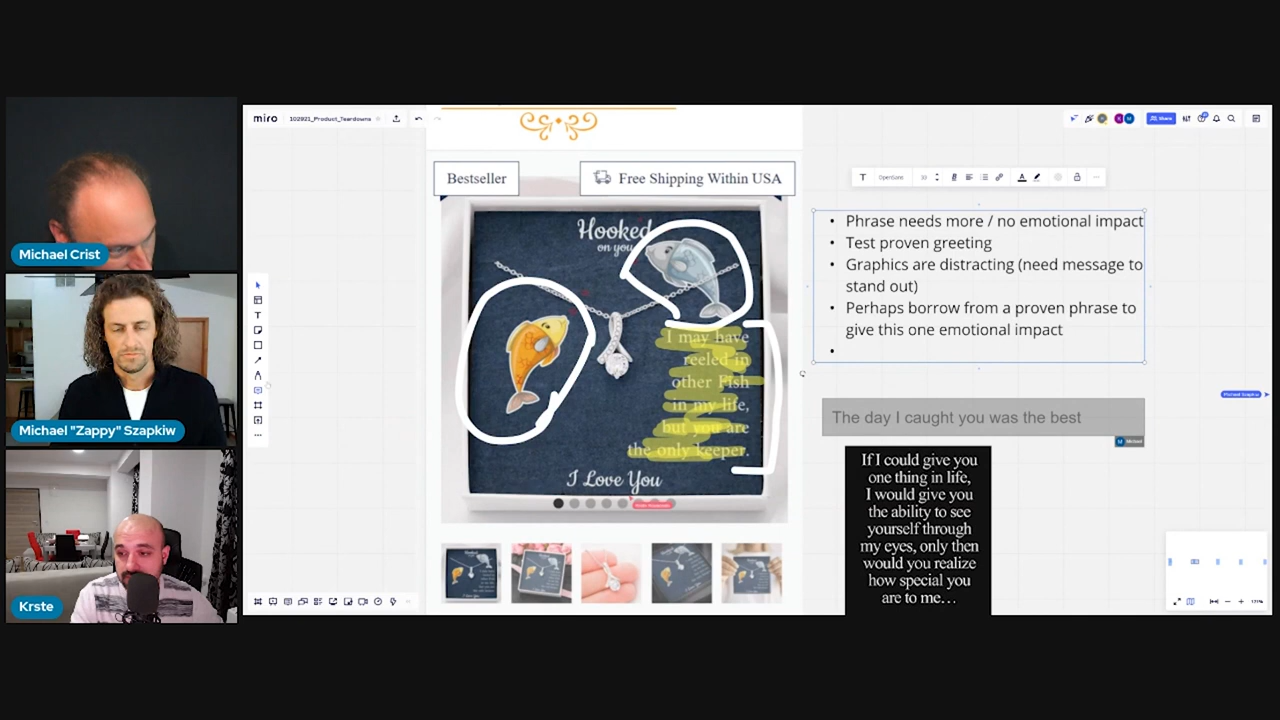 Michael Crist
Michael "Zappy" Szapkiw
Krste
miro
102921_Product_Teardowns
Share
Bestseller
Free Shipping Within USA
Hooked
on you
I may have
reeled in
other Fish
in my life,
but you are
the only keeper.
I Love You
T
• Phrase needs more / no emotional impact
• Test proven greeting
• Graphics are distracting (need message to
stand out)
• Perhaps borrow from a proven phrase to
give this one emotional impact
•
Michael Szapkiw
The day I caught you was the best
Michael
If I could give you
one thing in life,
I would give you
the ability to see
yourself through
my eyes, only then
would you realize
how special you
are to me...